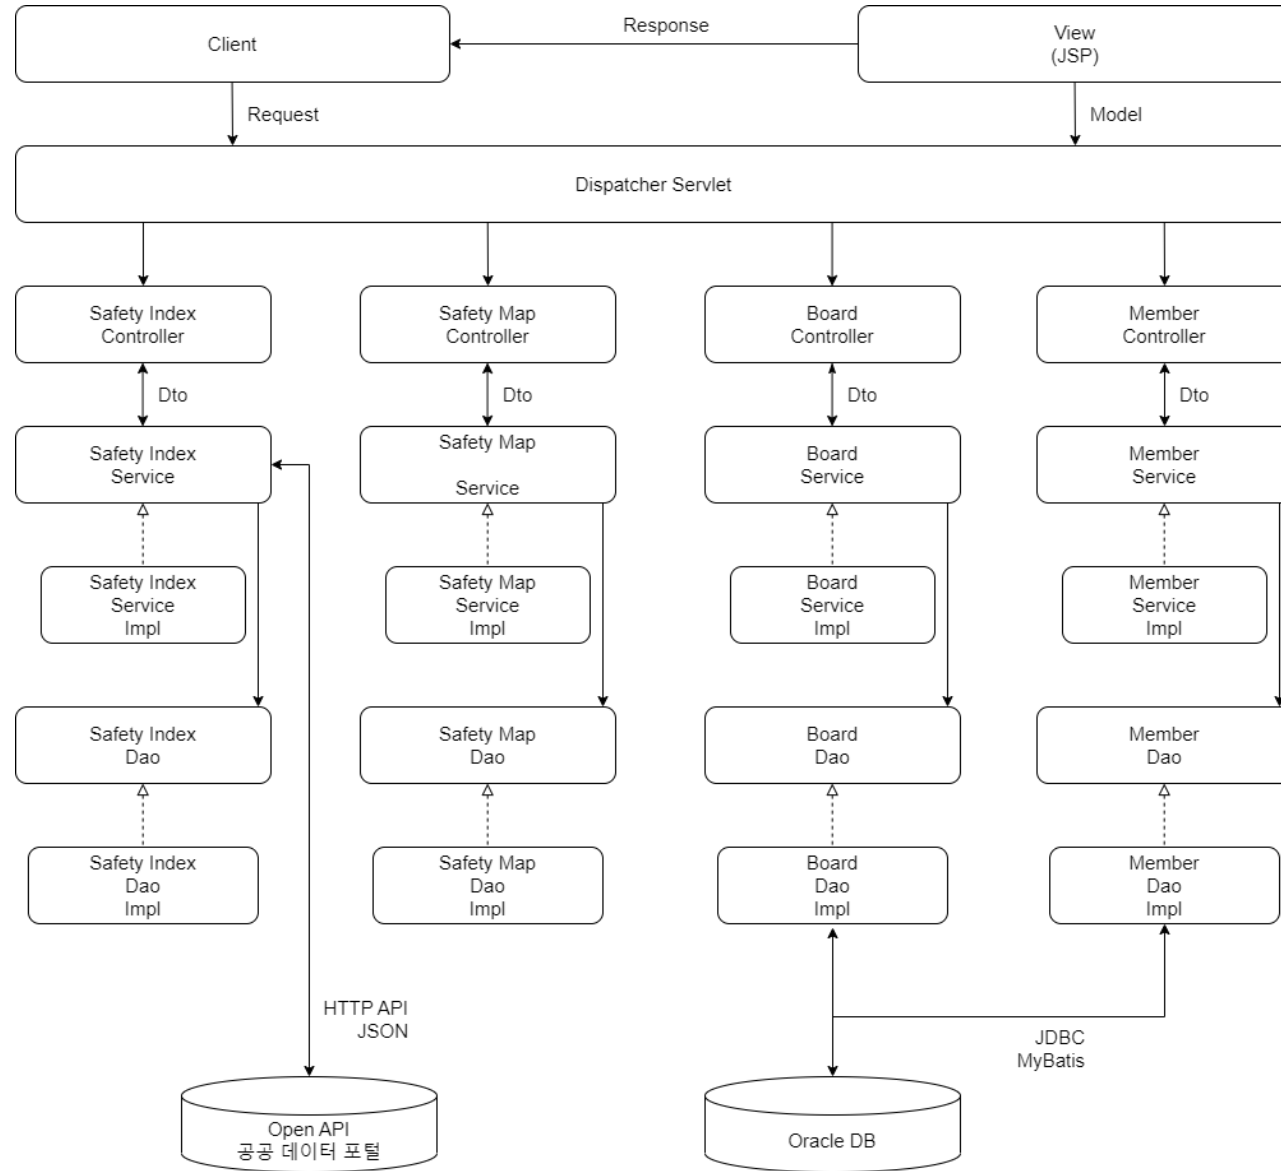 Client
Response
View
(JSP)
Request
Model
Dispatcher Servlet
Safety Index
Controller
Safety Map
Controller
Board
Controller
Member
Controller
Dto
Dto
Dto
Dto
Safety Index
Service
Safety Map
Service
Board
Service
Member
Service
Safety Index
Service
Impl
Safety Map
Service
Impl
Board
Service
Impl
Member
Service
Impl
Safety Index
Dao
Safety Map
Dao
Board
Dao
Member
Dao
Safety Index
Dao
Impl
Safety Map
Dao
Impl
Board
Dao
Impl
Member
Dao
Impl
HTTP API
JSON
JDBC
MyBatis
Open API
공공 데이터 포털
Oracle DB